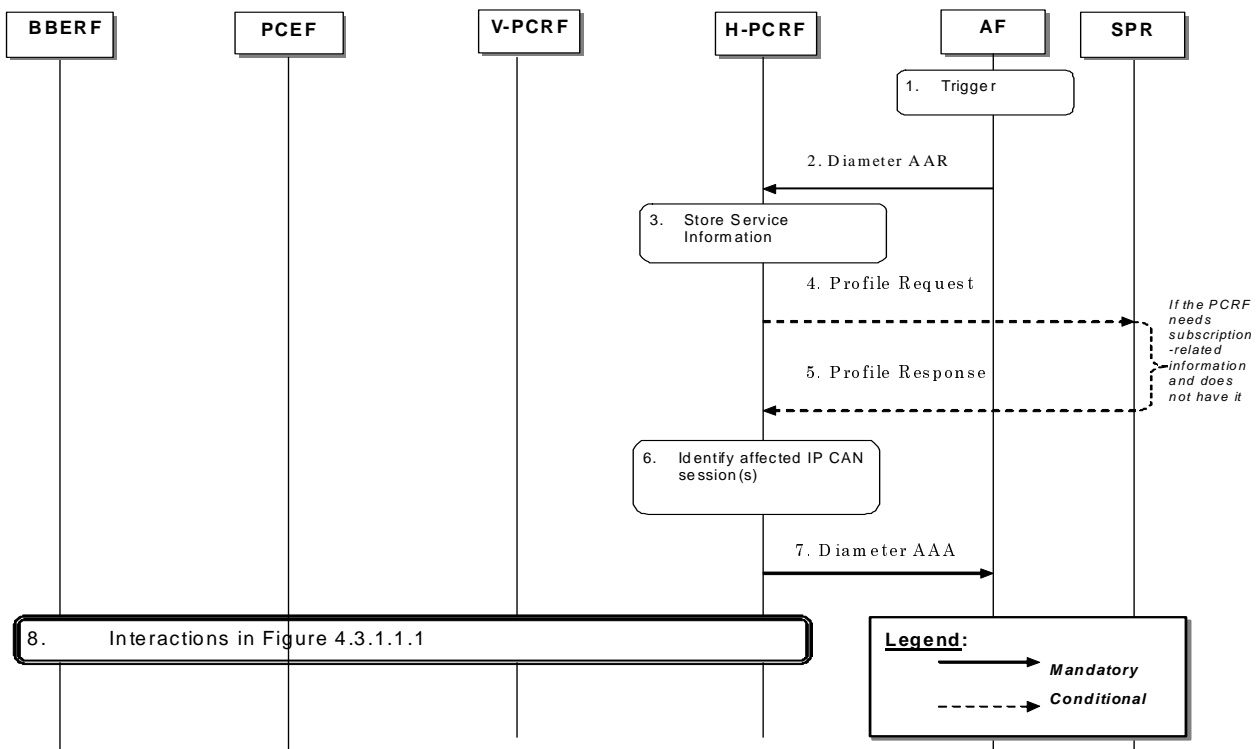 BBERF
PCEF
V-PCRF
H-PCRF
AF
SPR
1. Trigger
2. Diameter AAR
3. Store Service
Information
4. Profile Request
If the PCRF
needs
subscription
-related
information
and does
not have it
5. Profile Response
6. Identify affected IP CAN
session(s)
7. Diameter AAA
8. Interactions in Figure 4.3.1.1.1
Legend:
Mandatory
Conditional